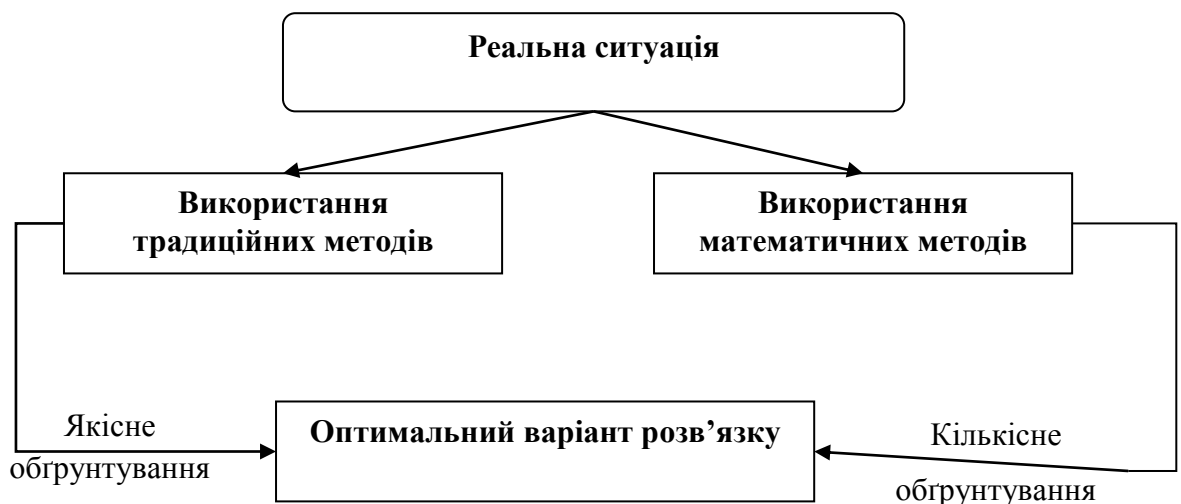 Реальна ситуація
Використання
традиційних методів
Використання
математичних методів
Якісне
обґрунтування
Оптимальний варіант розв’язку
Кількісне
обґрунтування